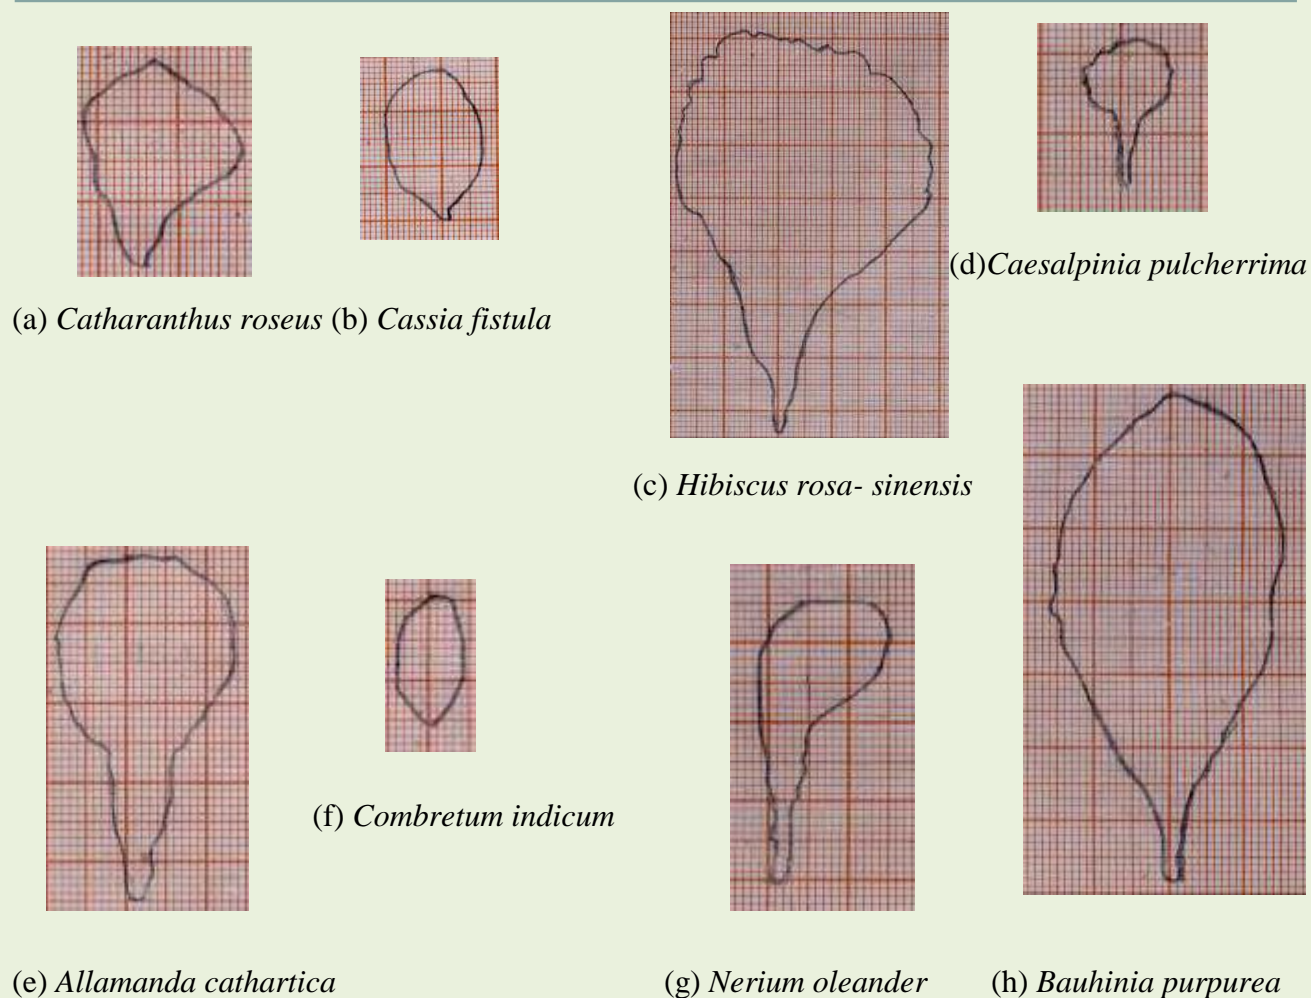 (d)Caesalpinia pulcherrima
(a) Catharanthus roseus (b) Cassia fistula
(c) Hibiscus rosa- sinensis
(f) Combretum indicum
(e) Allamanda cathartica
(g) Nerium oleander
(h) Bauhinia purpurea